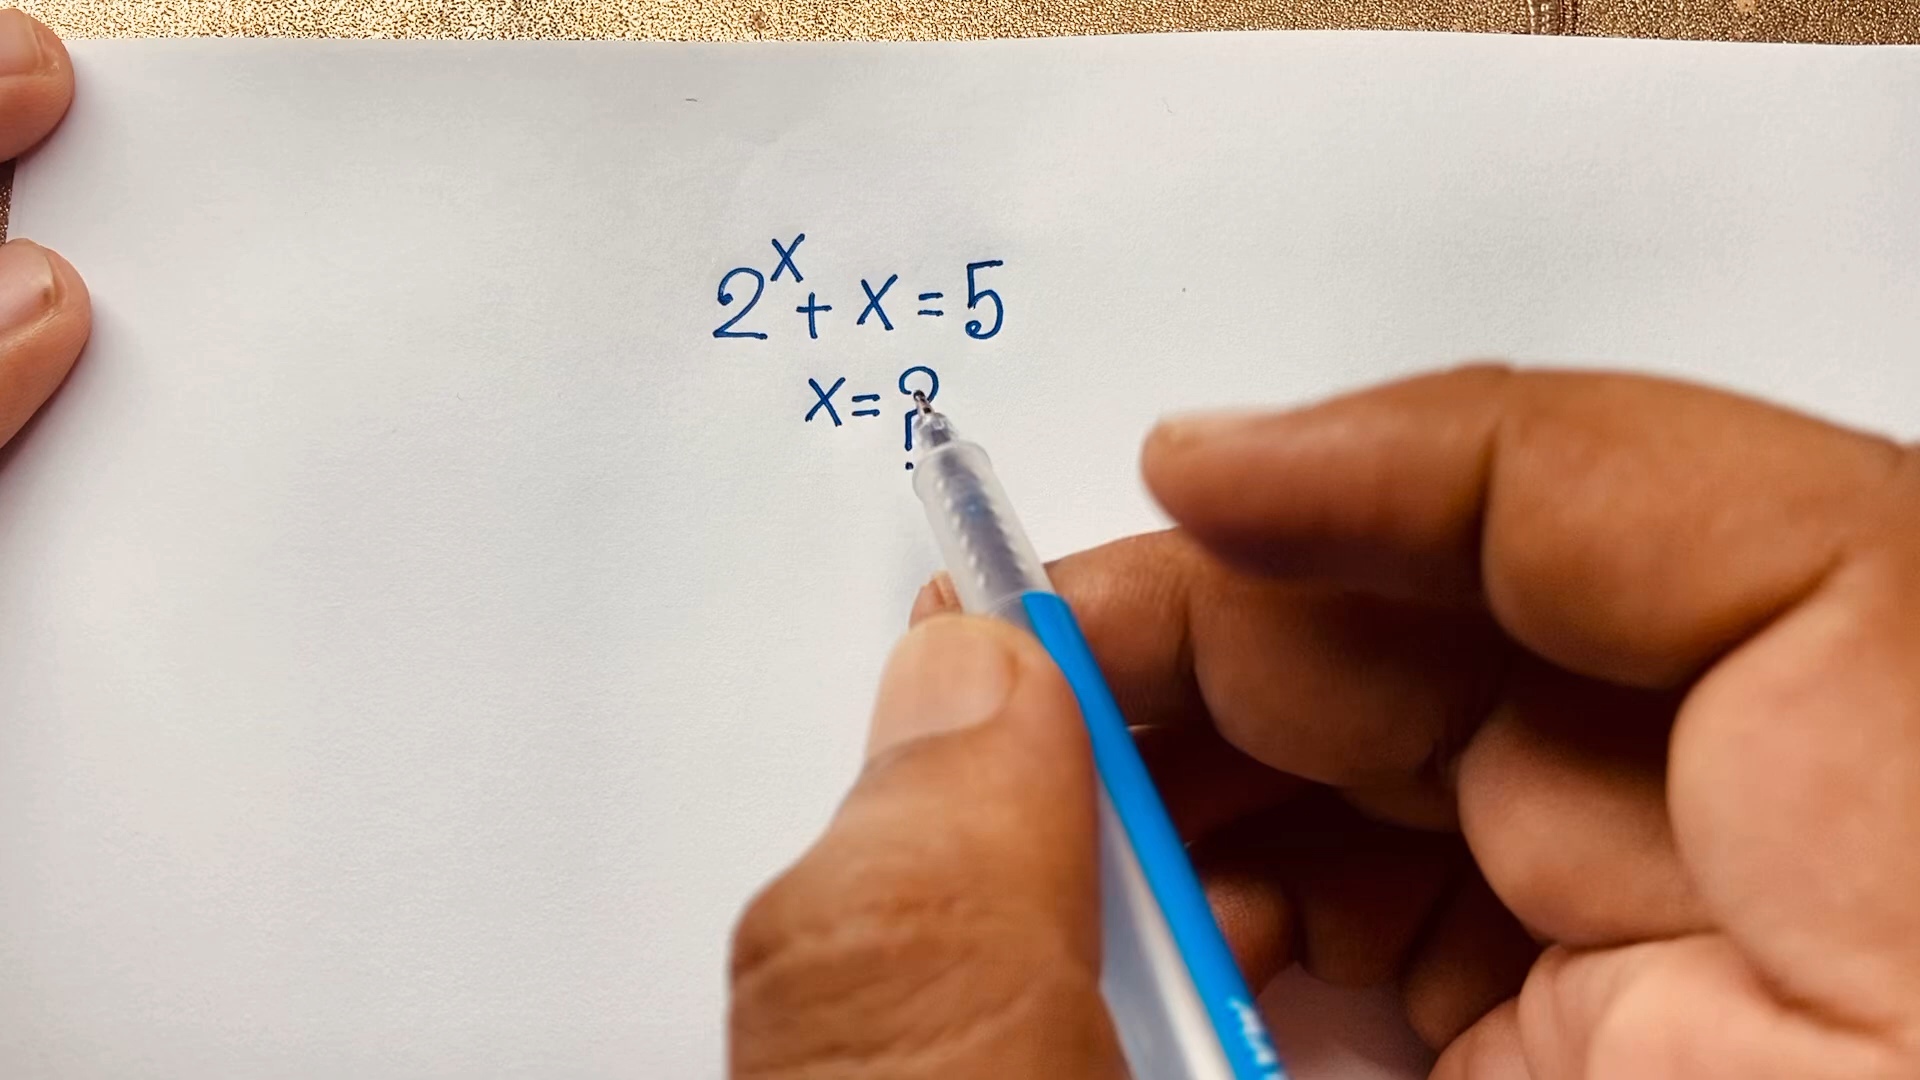 2^x + x = 5
x = ?